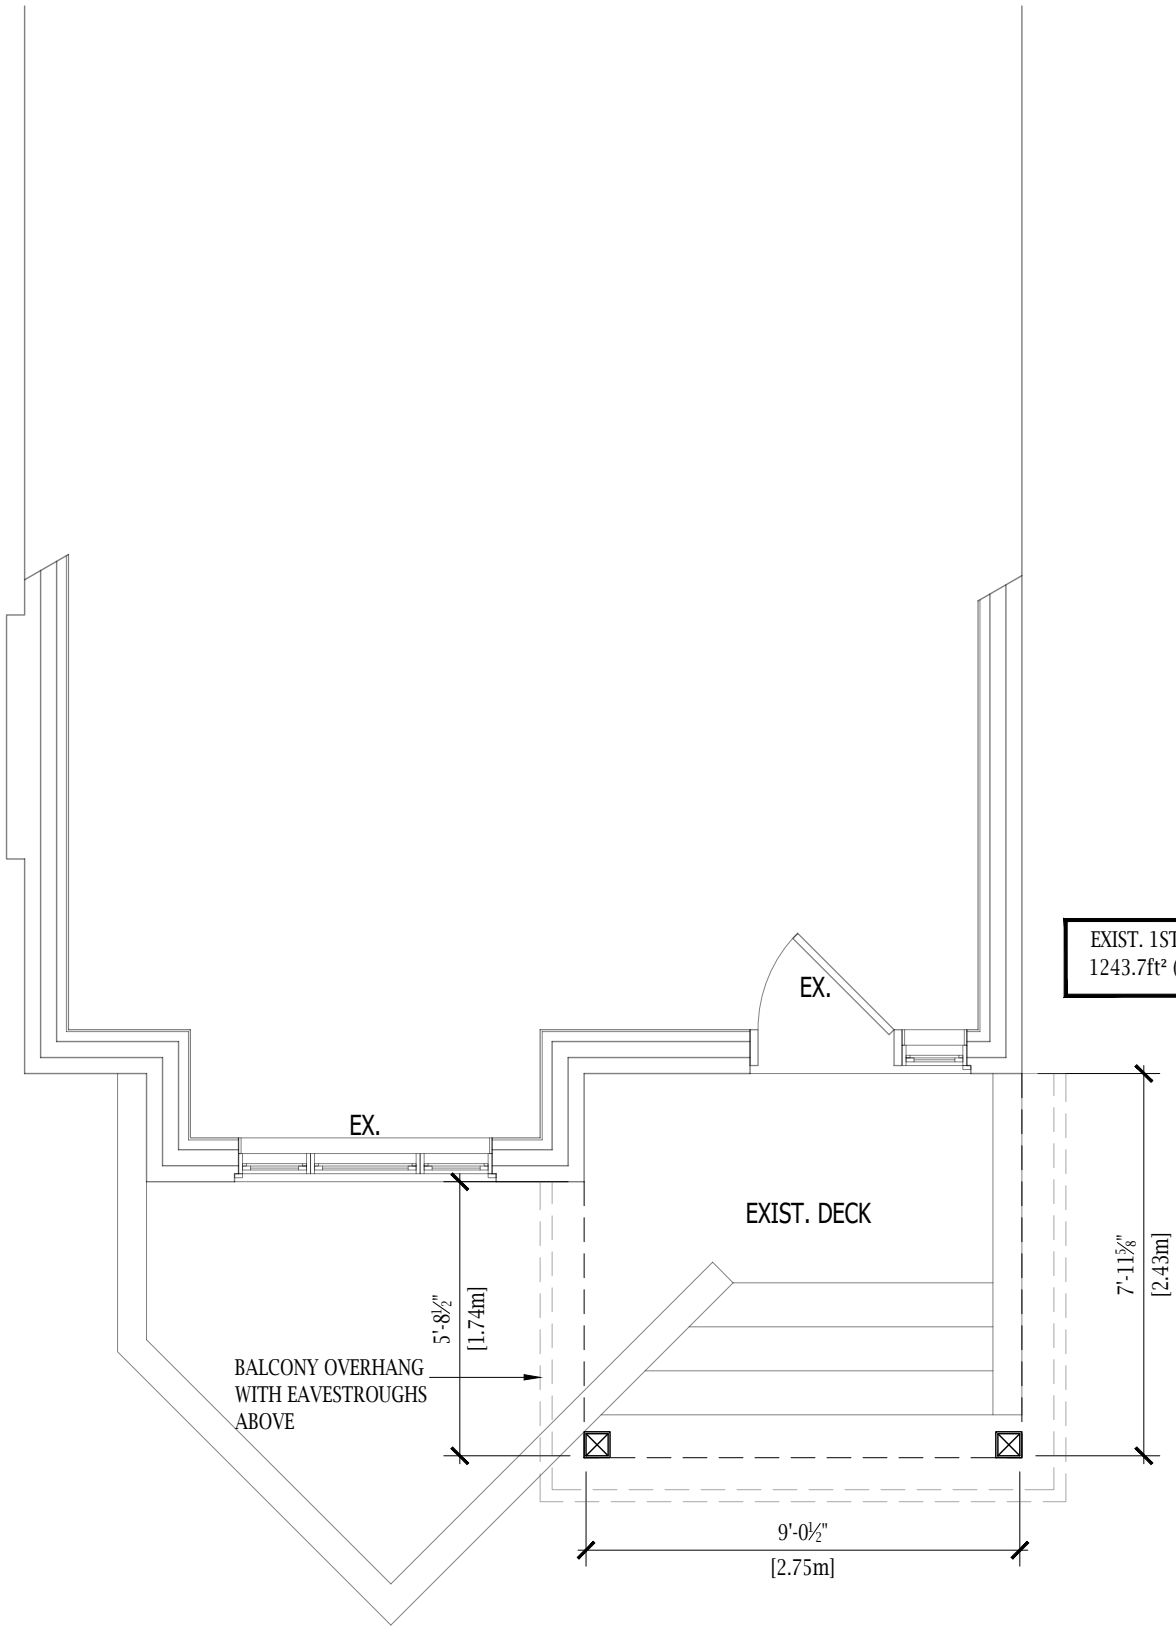 EX.
EXIST. 1ST
1243.7ft² (
EX.
EXIST. DECK
7'-11⅝"
[2.43m]
5'-8½"
[1.74m]
BALCONY OVERHANG
WITH EAVESTROUGHS
ABOVE
9'-0½"
[2.75m]